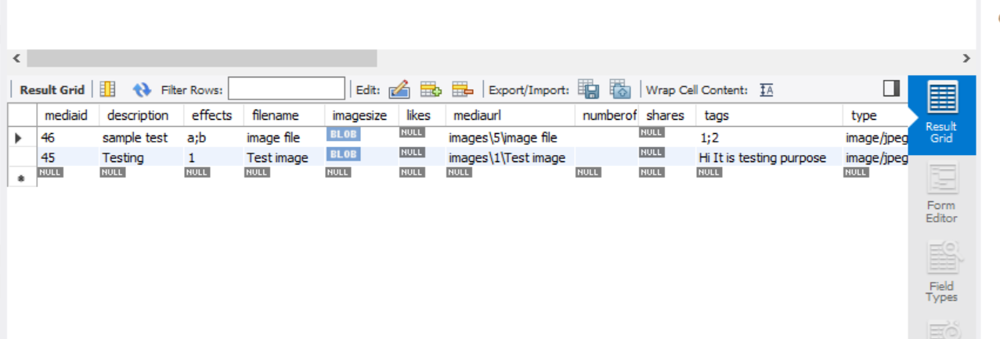 Result Grid Filter Rows: Edit: Export/Import: Wrap Cell Content: IA
mediaid description effects filename imagesize likes mediaurl numberof shares tags type
46 sample test a;b image file BLOB NULL images\5\image file NULL 1;2 image/jpeg
45 Testing 1 Test image BLOB NULL images\1\Test image NULL Hi It is testing purpose image/jpeg
NULL NULL NULL NULL NULL NULL NULL NULL NULL NULL NULL
Result
Grid
Form
Editor
Field
Types